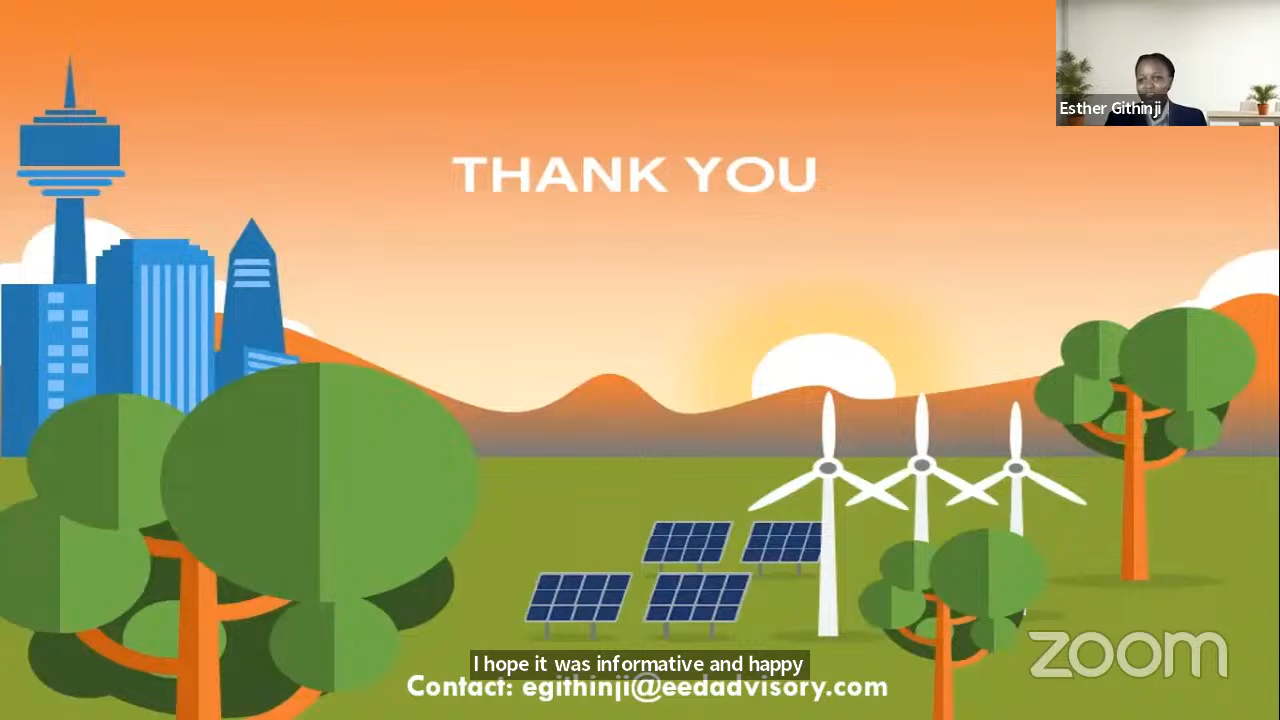 Esther Githinji
THANK YOU
I hope it was informative and happy
Contact: egithinji@eedadvisory.com
zoom